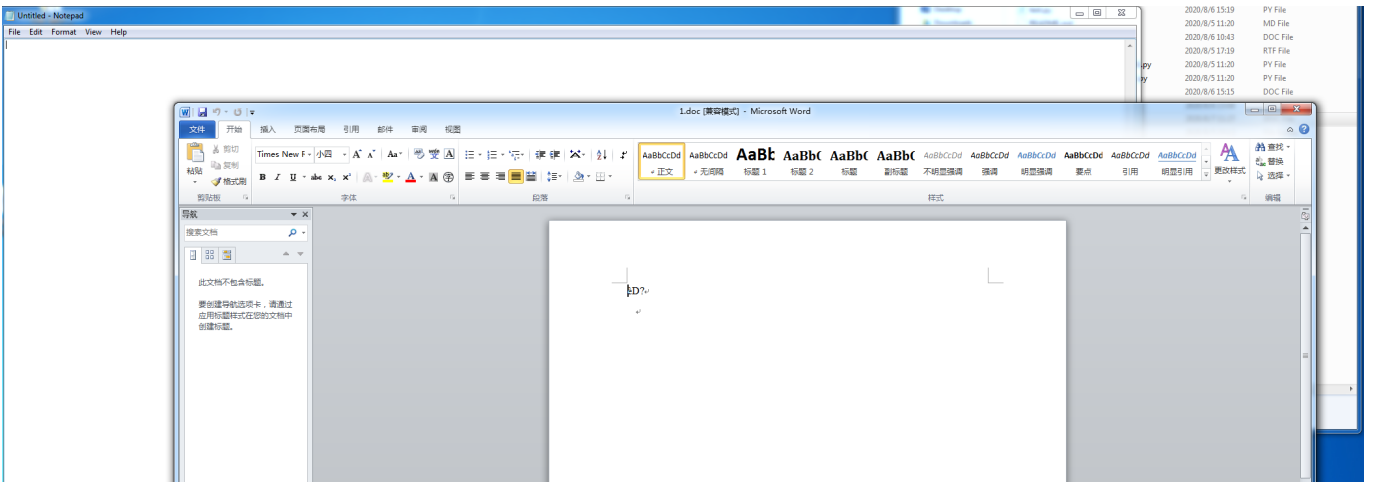 Untitled - Notepad
File Edit Format View Help
2020/8/6 15:19 PY File
2020/8/5 11:20 MD File
2020/8/6 10:43 DOC File
2020/8/5 17:19 RTF File
py 2020/8/5 11:20 PY File
2020/8/5 11:20 PY File
2020/8/6 15:15 DOC File
1.doc [兼容模式] - Microsoft Word
文件 开始 插入 页面布局 引用 邮件 审阅 视图
粘贴 剪切 复制 格式刷
Times New F 小四
AaBbCcDd AaBbCcDd AaBb AaBb( AaBb( AaBb( AaBbCcDd AaBbCcDd AaBbCcDd AaBbCcDd AaBbCcDd AaBbCcDd
正文 无间隔 标题 1 标题 2 标题 副标题 不明显强调 强调 明显强调 要点 引用 明显引用
更改样式 查找 替换 选择
剪贴板 字体 段落 样式 编辑
导航
搜索文档
此文档不包含标题。
要创建导航选项卡，请通过
应用标题样式在您的文档中
创建标题。
D?